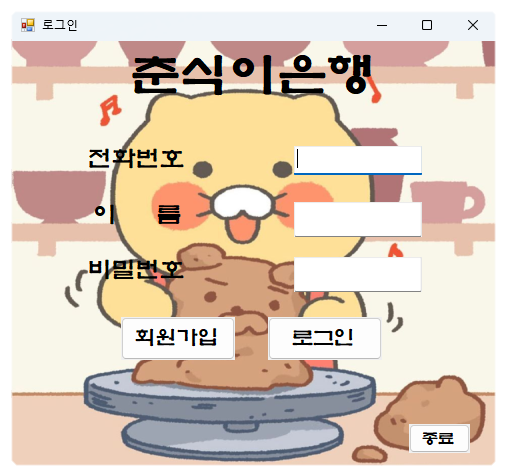 로그인
춘식이은행
전화번호
이 름
비밀번호
회원가입 로그인
종료